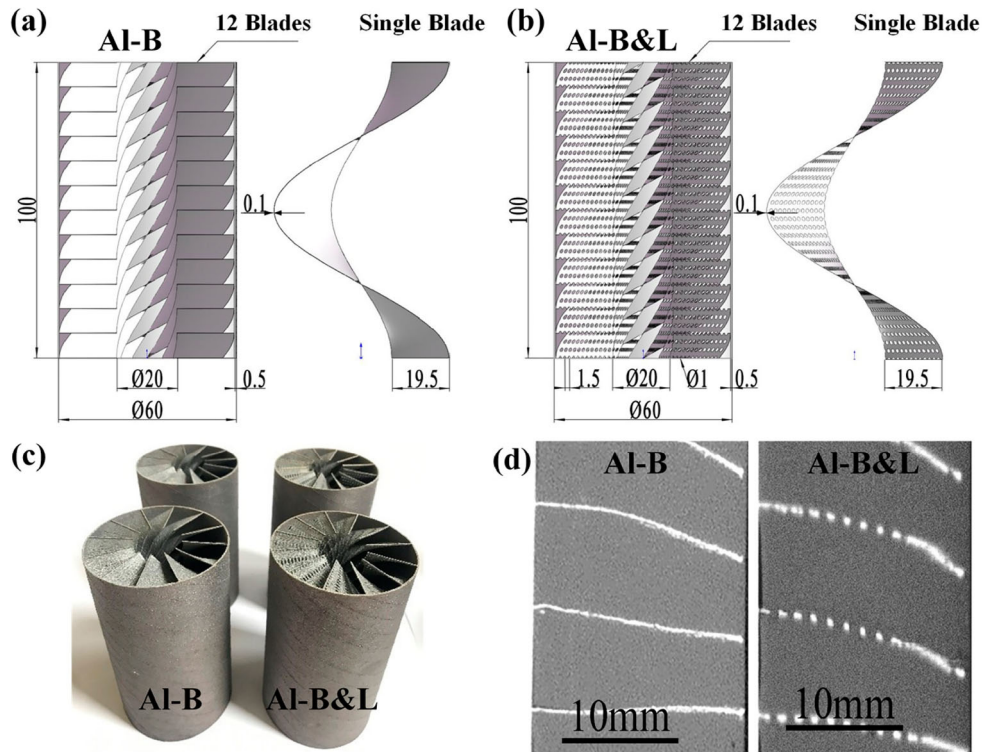 (a)
12 Blades
Single Blade
Al-B
100
0.1
Ø20
0.5
19.5
Ø60
(b)
12 Blades
Single Blade
Al-B&L
100
0.1
1.5
Ø20
Ø1
0.5
19.5
Ø60
(c)
Al-B
Al-B&L
(d)
Al-B
Al-B&L
10mm
10mm